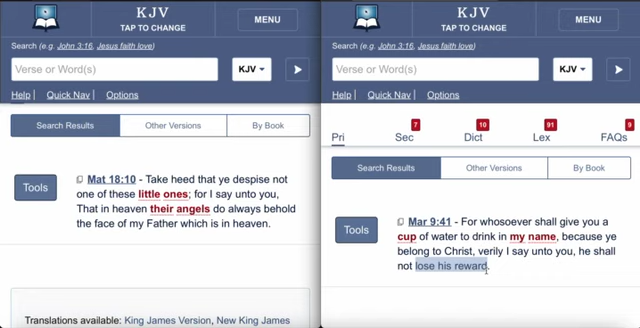 KJV
TAP TO CHANGE
MENU
Search (e.g. John 3:16, Jesus faith love)
Verse or Word(s)
KJV
Help | Quick Nav | Options
Search Results
Other Versions
By Book
Tools
Mat 18:10 - Take heed that ye despise not
one of these little ones; for I say unto you,
That in heaven their angels do always behold
the face of my Father which is in heaven.
Translations available: King James Version, New King James
KJV
TAP TO CHANGE
MENU
Search (e.g. John 3:16, Jesus faith love)
Verse or Word(s)
KJV
Help | Quick Nav | Options
Pri
Sec 7
Dict 10
Lex 91
FAQs 9
Search Results
Other Versions
By Book
Tools
Mar 9:41 - For whosoever shall give you a
cup of water to drink in my name, because ye
belong to Christ, verily I say unto you, he shall
not lose his reward.